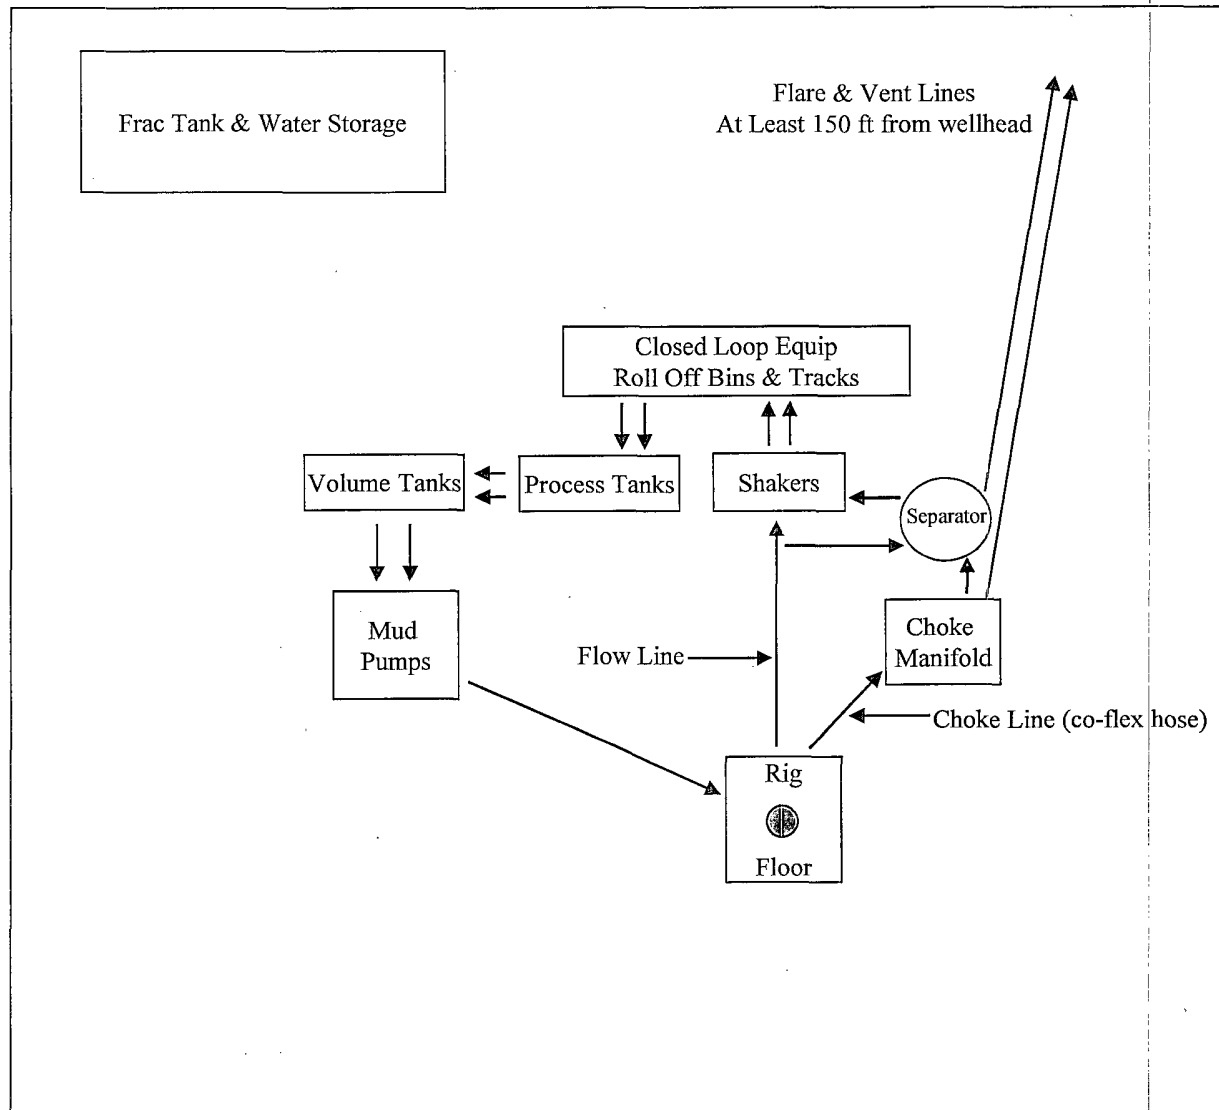 Frac Tank & Water Storage
Flare & Vent Lines
At Least 150 ft from wellhead
Closed Loop Equip
Roll Off Bins & Tracks
Volume Tanks
Process Tanks
Shakers
Separator
Mud
Pumps
Flow Line
Choke
Manifold
Choke Line (co-flex hose)
Rig
Floor